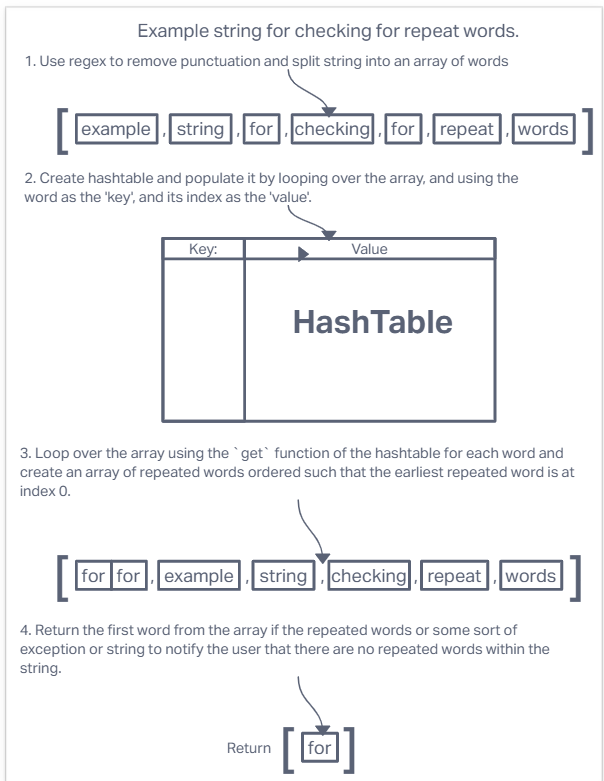 Example string for checking for repeat words.
1. Use regex to remove punctuation and split string into an array of words
[ example , string , for , checking , for , repeat , words ]
2. Create hashtable and populate it by looping over the array, and using the
word as the 'key', and its index as the 'value'.
Key: Value
HashTable
3. Loop over the array using the `get` function of the hashtable for each word and
create an array of repeated words ordered such that the earliest repeated word is at
index 0.
[ for for , example , string , checking , repeat , words ]
4. Return the first word from the array if the repeated words or some sort of
exception or string to notify the user that there are no repeated words within the
string.
Return [ for ]